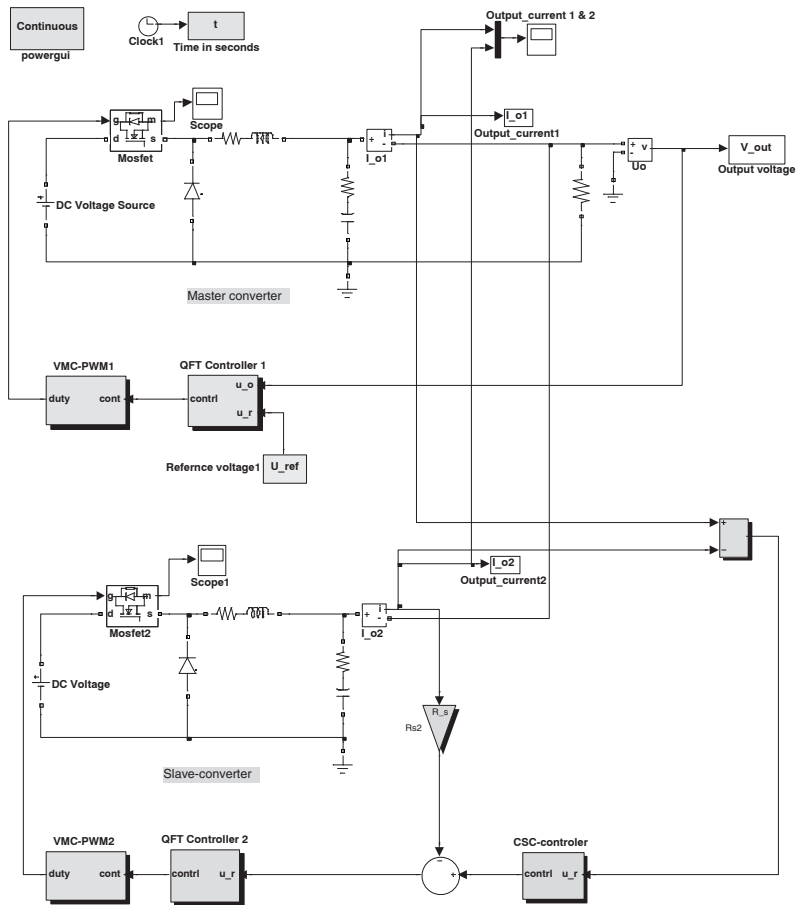 Continuous
powergui
Clock1
t
Time in seconds
Output_current 1 & 2
Scope
g
m
d
s
Mosfet
+
i
-
I_o1
I_o1
Output_current1
+
v
-
Uo
V_out
Output voltage
DC Voltage Source
Master converter
VMC-PWM1
duty
cont
QFT Controller 1
contrl
u_o
u_r
Refernce voltage1
U_ref
+
−
Scope1
I_o2
Output_current2
g
m
d
s
Mosfet2
+
i
-
I_o2
DC Voltage
R_s
Rs2
Slave-converter
VMC-PWM2
duty
cont
QFT Controller 2
contrl
u_r
−
+
CSC-controler
contrl
u_r